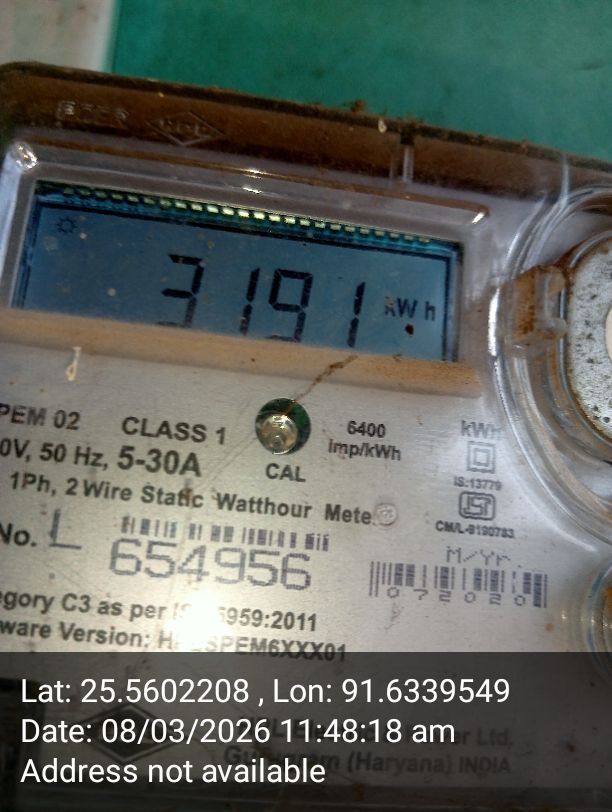 3191 kWh
PEM 02 CLASS 1
6400
imp/kWh
kWh
0V, 50 Hz, 5-30A
CAL
IS:13779
1Ph, 2 Wire Static Watthour Mete
CM/L-9190783
No. L
654956
M/Yr.
072020
egory C3 as per 15959:2011
ware Version: H SPEM6XXX01
Lat: 25.5602208 , Lon: 91.6339549
Date: 08/03/2026 11:48:18 am
Ltd.
(Haryana) INDIA
Address not available